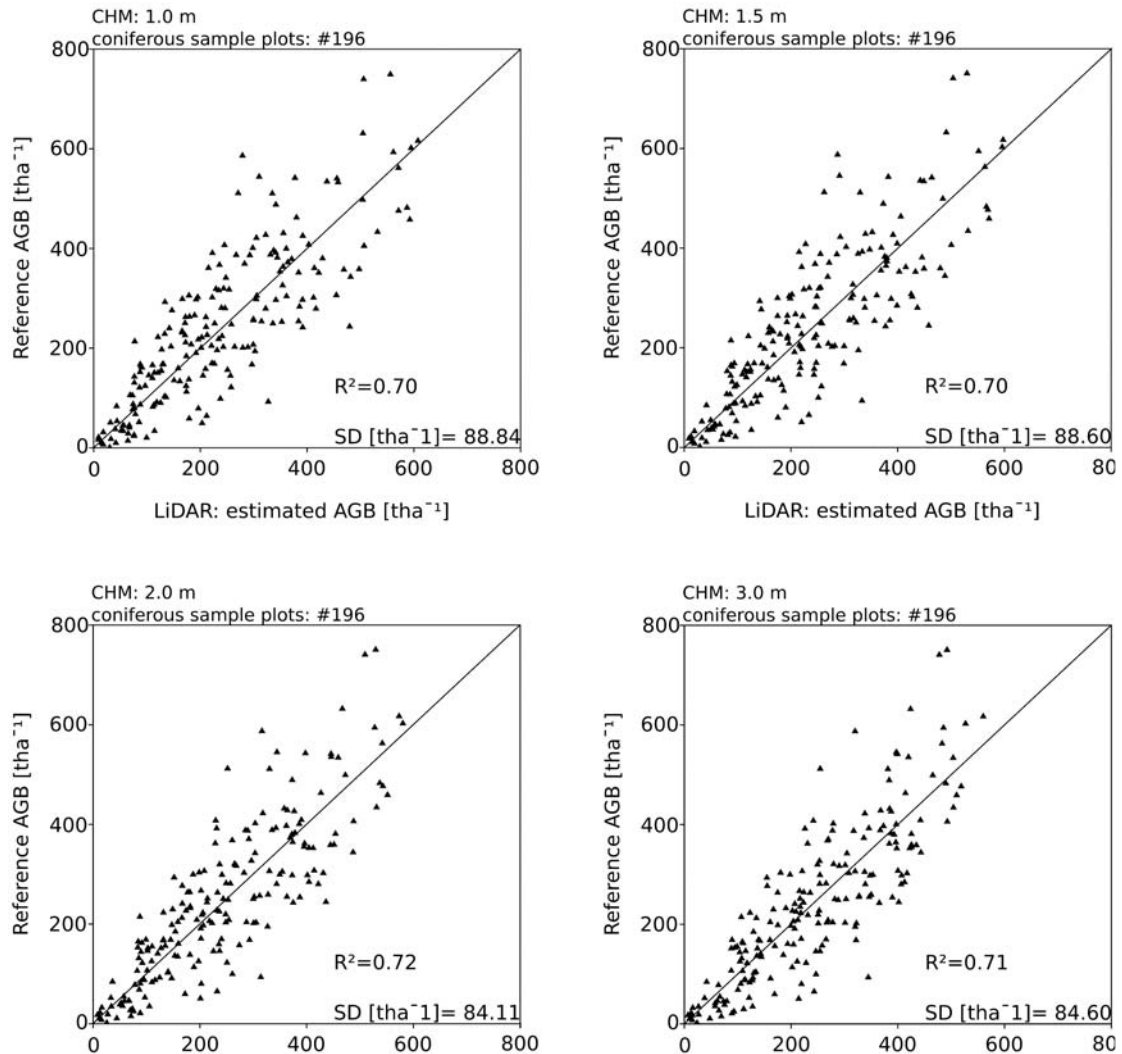 CHM: 1.0 m
coniferous sample plots: #196
800
600
400
200
0
Reference AGB [tha⁻¹]
R²=0.70
SD [tha⁻1]= 88.84
0 200 400 600 800
LiDAR: estimated AGB [tha⁻¹]
CHM: 1.5 m
coniferous sample plots: #196
800
600
400
200
0
Reference AGB [tha⁻¹]
R²=0.70
SD [tha⁻1]= 88.60
0 200 400 600 80
LiDAR: estimated AGB [tha⁻¹]
CHM: 2.0 m
coniferous sample plots: #196
800
600
400
200
0
Reference AGB [tha⁻¹]
R²=0.72
SD [tha⁻1]= 84.11
0 200 400 600 800
CHM: 3.0 m
coniferous sample plots: #196
800
600
400
200
0
Reference AGB [tha⁻¹]
R²=0.71
SD [tha⁻1]= 84.60
0 200 400 600 80